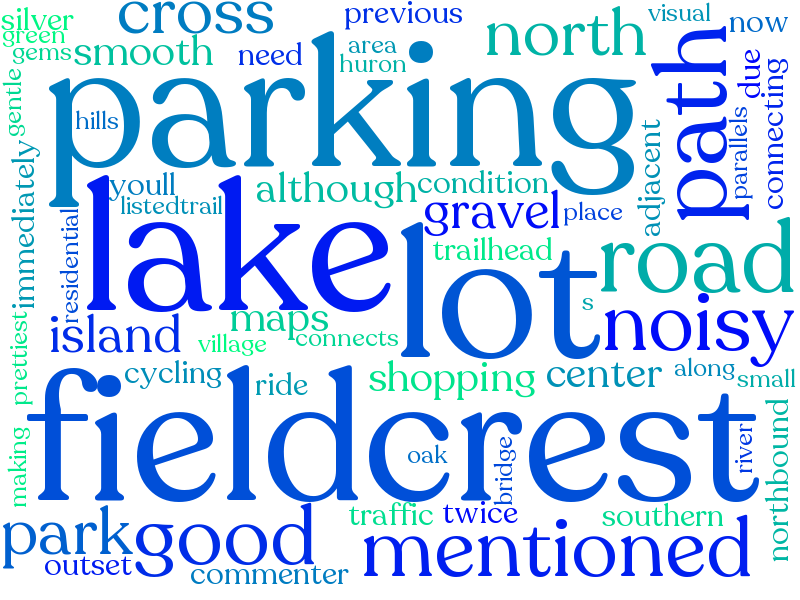 silver
green
gems
cross
previous
visual
now
area
huron
smooth
need
north
parking
path
due
connecting
parallels
gentle
hills
immediately
youll
listedtrail
although
condition
gravel
place
adjacent
residential
lake
trailhead
lot
road
s
noisy
island
maps
village
connects
prettiest
cycling
ride
shopping
center
along
small
fieldcrest
oak
bridge
river
northbound
making
park
good
traffic
twice
southern
outset
commenter
mentioned